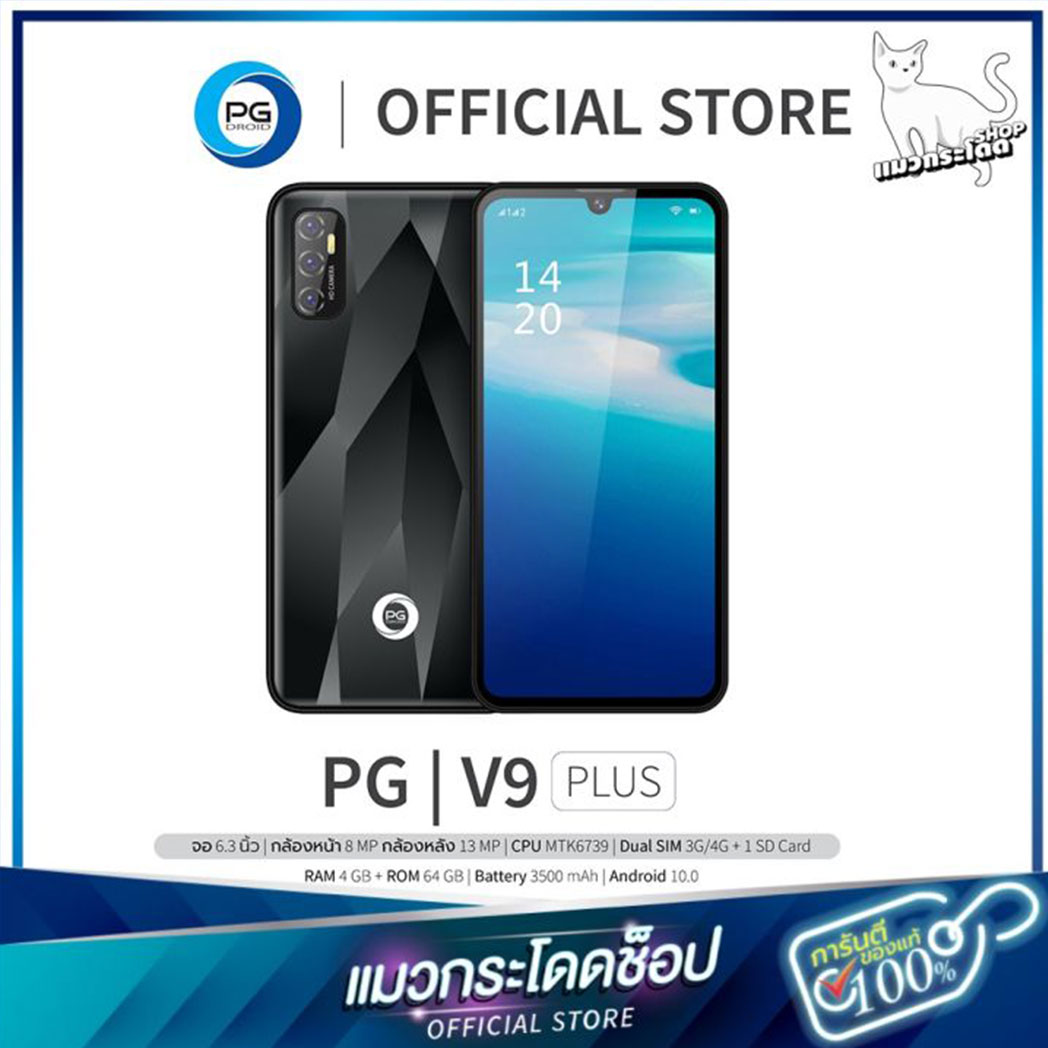 PG
DROID
OFFICIAL STORE
SHOP
แมวกระโดด
HD CAMERA
14
20
PG
DROID
PG | V9 PLUS
จอ 6.3 นิ้ว | กล้องหน้า 8 MP กล้องหลัง 13 MP | CPU MTK6739 | Dual SIM 3G/4G + 1 SD Card
RAM 4 GB + ROM 64 GB | Battery 3500 mAh | Android 10.0
การันตี
ของแท้
100%
แมวกระโดดช็อป
OFFICIAL STORE